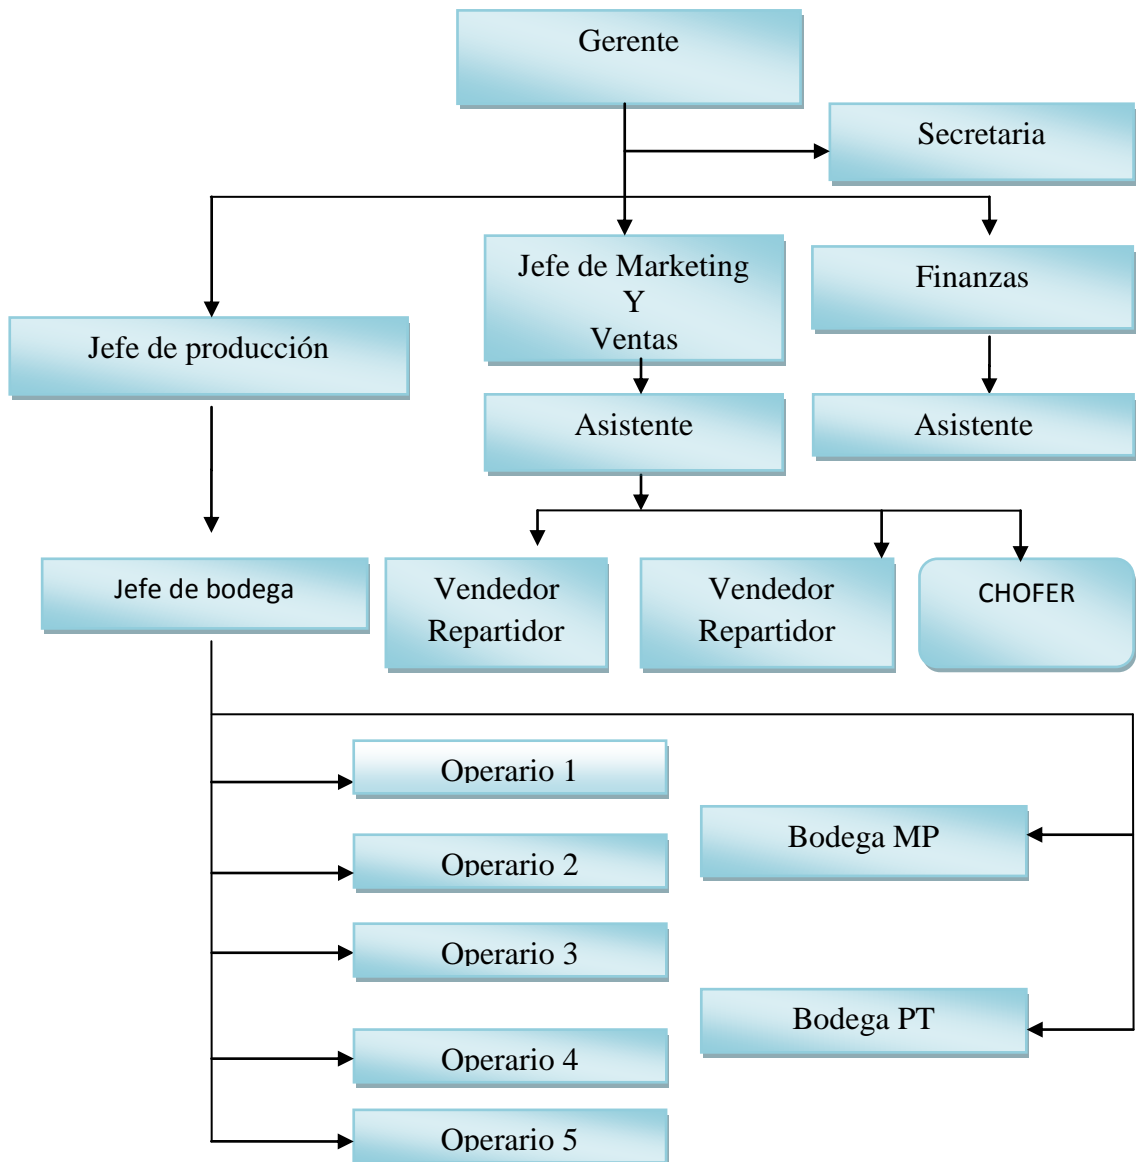 Gerente
Secretaria
Jefe de Marketing
Y
Ventas
Finanzas
Jefe de producción
Asistente
Asistente
Jefe de bodega
Vendedor
Repartidor
Vendedor
Repartidor
CHOFER
Operario 1
Bodega MP
Operario 2
Operario 3
Bodega PT
Operario 4
Operario 5